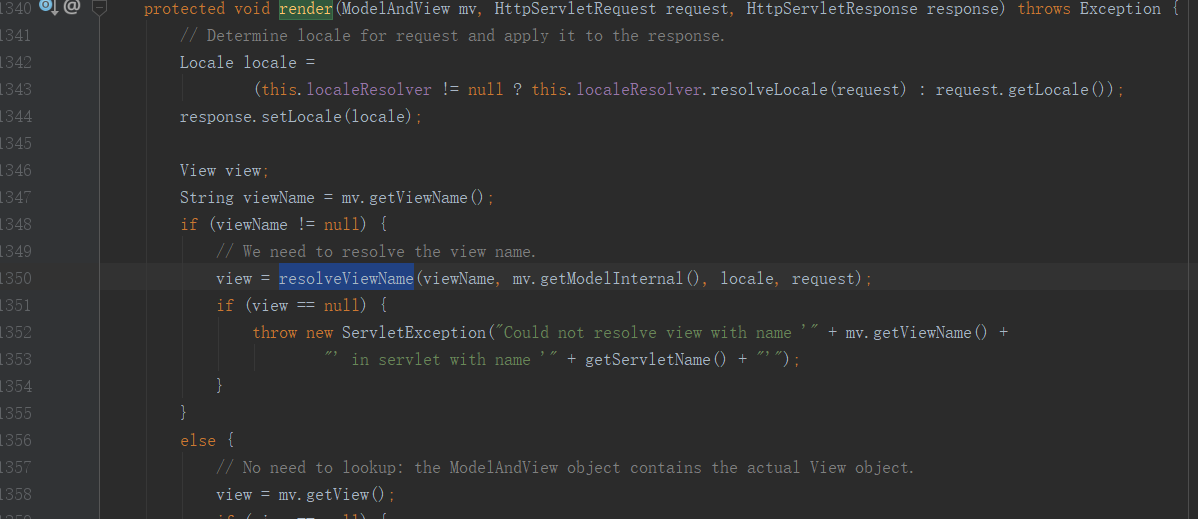 1340 @ protected void render(ModelAndView mv, HttpServletRequest request, HttpServletResponse response) throws Exception {
1341 // Determine locale for request and apply it to the response.
1342 Locale locale =
1343 (this.localeResolver != null ? this.localeResolver.resolveLocale(request) : request.getLocale());
1344 response.setLocale(locale);
1345
1346 View view;
1347 String viewName = mv.getViewName();
1348 if (viewName != null) {
1349 // We need to resolve the view name.
1350 view = resolveViewName(viewName, mv.getModelInternal(), locale, request);
1351 if (view == null) {
1352 throw new ServletException("Could not resolve view with name '" + mv.getViewName() +
1353 "' in servlet with name '" + getServletName() + "'");
1354 }
1355 }
1356 else {
1357 // No need to lookup: the ModelAndView object contains the actual View object.
1358 view = mv.getView();